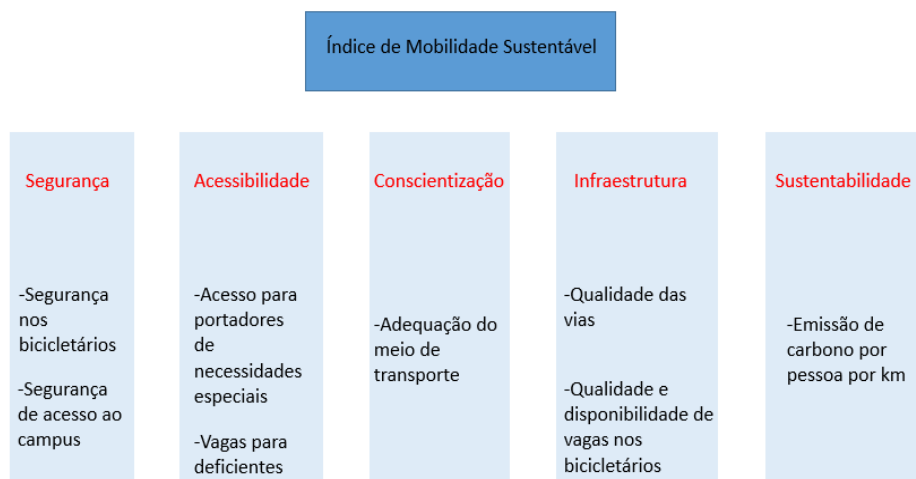 Índice de Mobilidade Sustentável
Segurança
-Segurança
nos
bicicletários
-Segurança
de acesso ao
campus
Acessibilidade
-Acesso para
portadores
de
necessidades
especiais
-Vagas para
deficientes
Conscientização
-Adequação do
meio de
transporte
Infraestrutura
-Qualidade das
vias
-Qualidade e
disponibilidade de
vagas nos
bicicletários
Sustentabilidade
-Emissão de
carbono por
pessoa por km